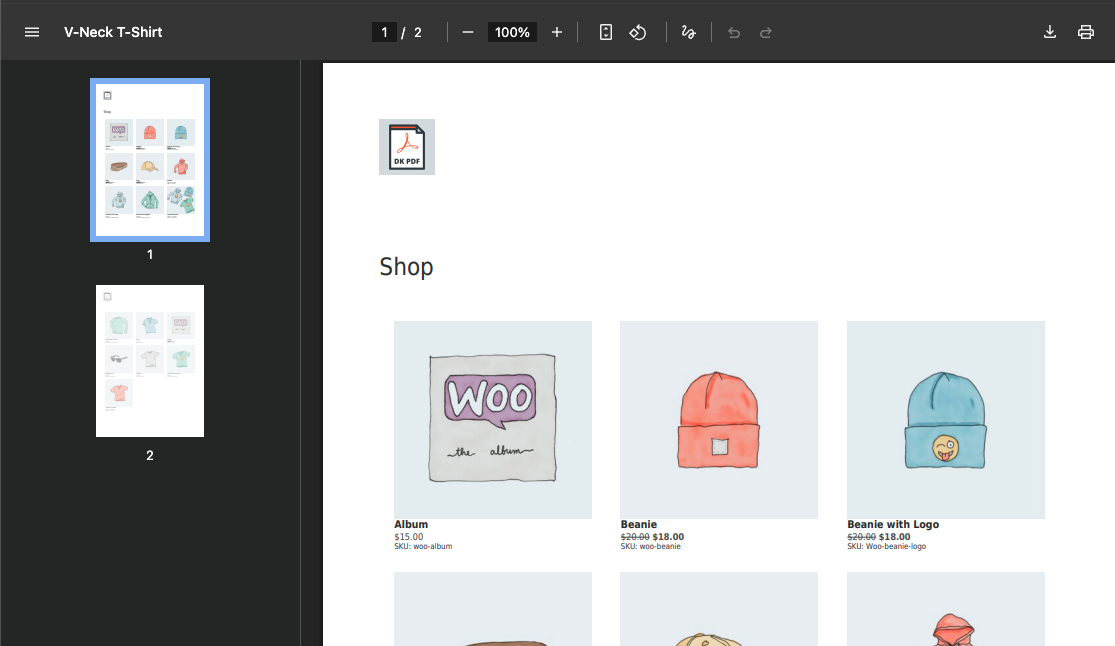 V-Neck T-Shirt
1 / 2
100%
Shop
1
2
DK PDF
Shop
WOO
the album
Album
$15.00
SKU: woo-album
Beanie
$20.00 $18.00
SKU: woo-beanie
Beanie with Logo
$20.00 $18.00
SKU: Woo-beanie-logo